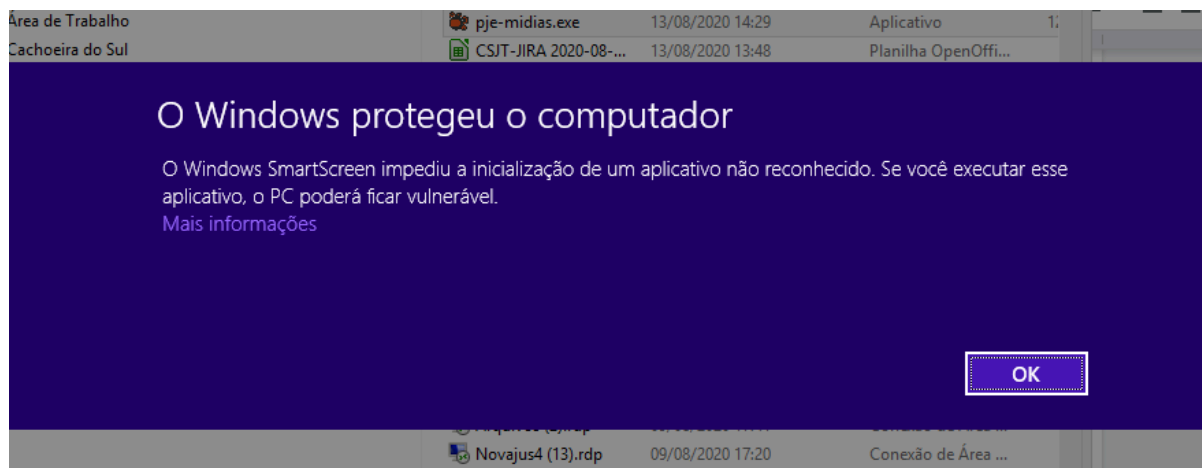 Área de Trabalho pje-midias.exe 13/08/2020 14:29 Aplicativo
Cachoeira do Sul CSJT-JIRA 2020-08-... 13/08/2020 13:48 Planilha OpenOffi...
O Windows protegeu o computador
O Windows SmartScreen impediu a inicialização de um aplicativo não reconhecido. Se você executar esse
aplicativo, o PC poderá ficar vulnerável.
Mais informações
OK
Novajus4 (13).rdp 09/08/2020 17:20 Conexão de Área ...